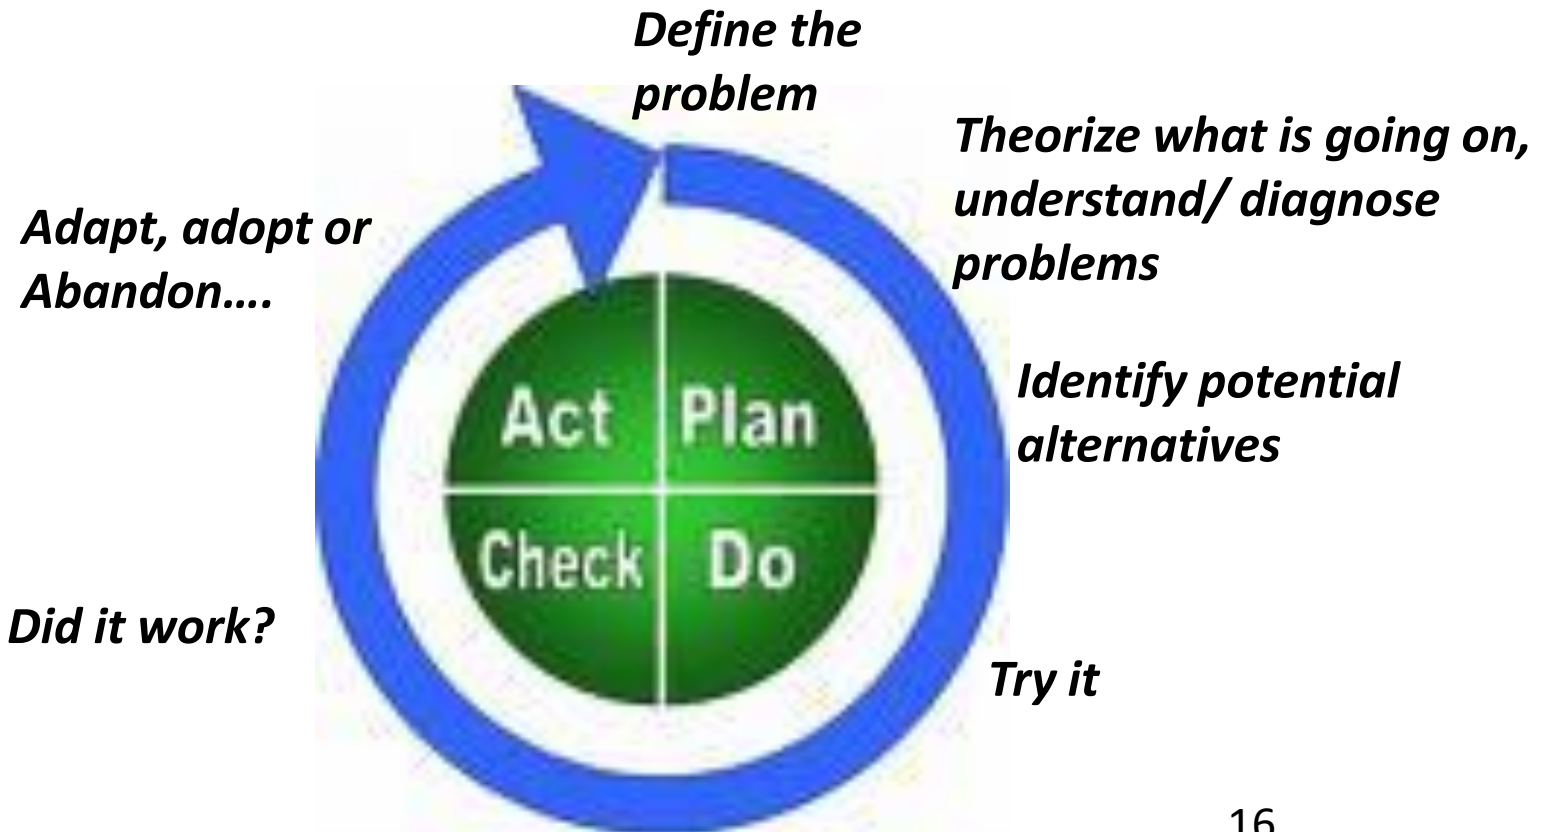 Define the
problem
Theorize what is going on,
understand/ diagnose
problems
Adapt, adopt or
Abandon....
Identify potential
alternatives
Act
Plan
Check
Do
Did it work?
Try it
16